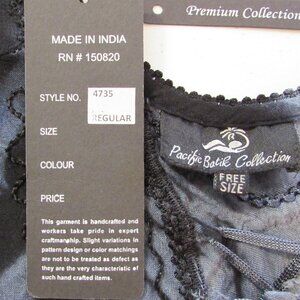 Premium Collection
MADE IN INDIA
RN # 150820
STYLE NO.
4735
REGULAR
SIZE
COLOUR
PRICE
This garment is handcrafted and
workers take pride in expert
craftmanship. Slight variations in
pattern design or color matchings
are not to treated as defect as
they are the very characteristic of
such hand crafted items.
Pacific Batik Collection
FREE
SIZE